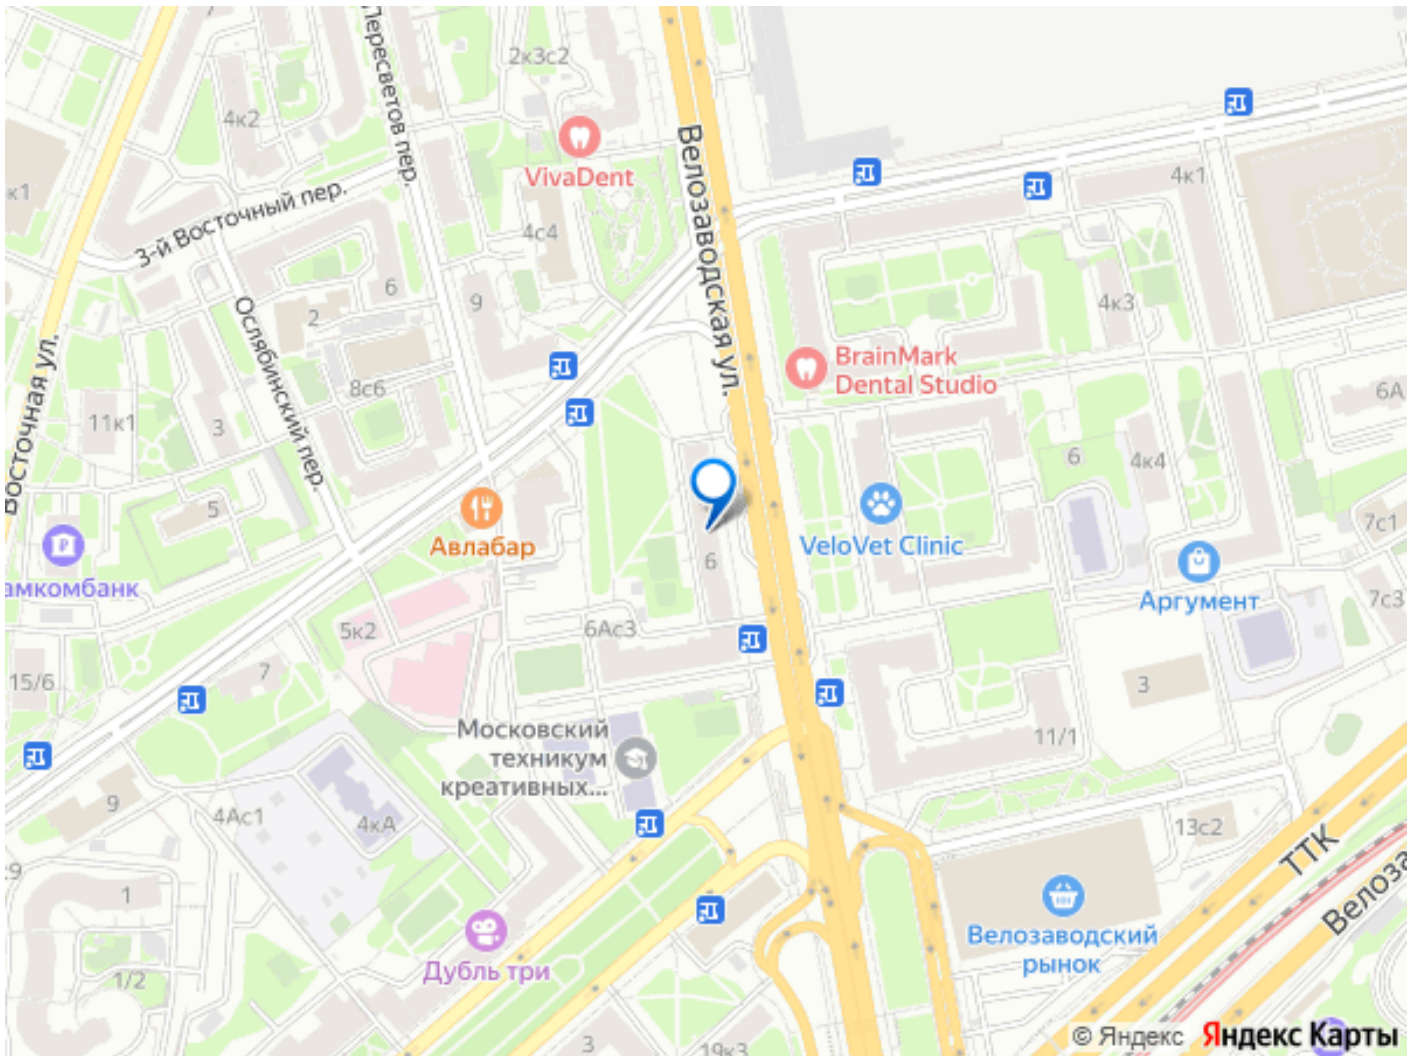 7
Пересветов пер.
2к3с2
4к2
VivaDent
Велозаводская ул.
4к1
к1
3-й Восточный пер.
4с4
6
9
2
4к3
Ослябинский пер.
Восточная ул.
BrainMark
Dental Studio
8с6
6А
11к1
3
6
4к4
5
Авлабар
VeloVet Clinic
7с1
6
Аргумент
амкомбанк
7с3
5к2
6Ас3
7
15/6
3
Московский
техникум
креативных...
11/1
9
4Ас1
4кА
13с2
ТТК
Велоза
-9
1
Велозаводский
рынок
Дубль три
1/2
3
19к3
© Яндекс Яндекс Карты